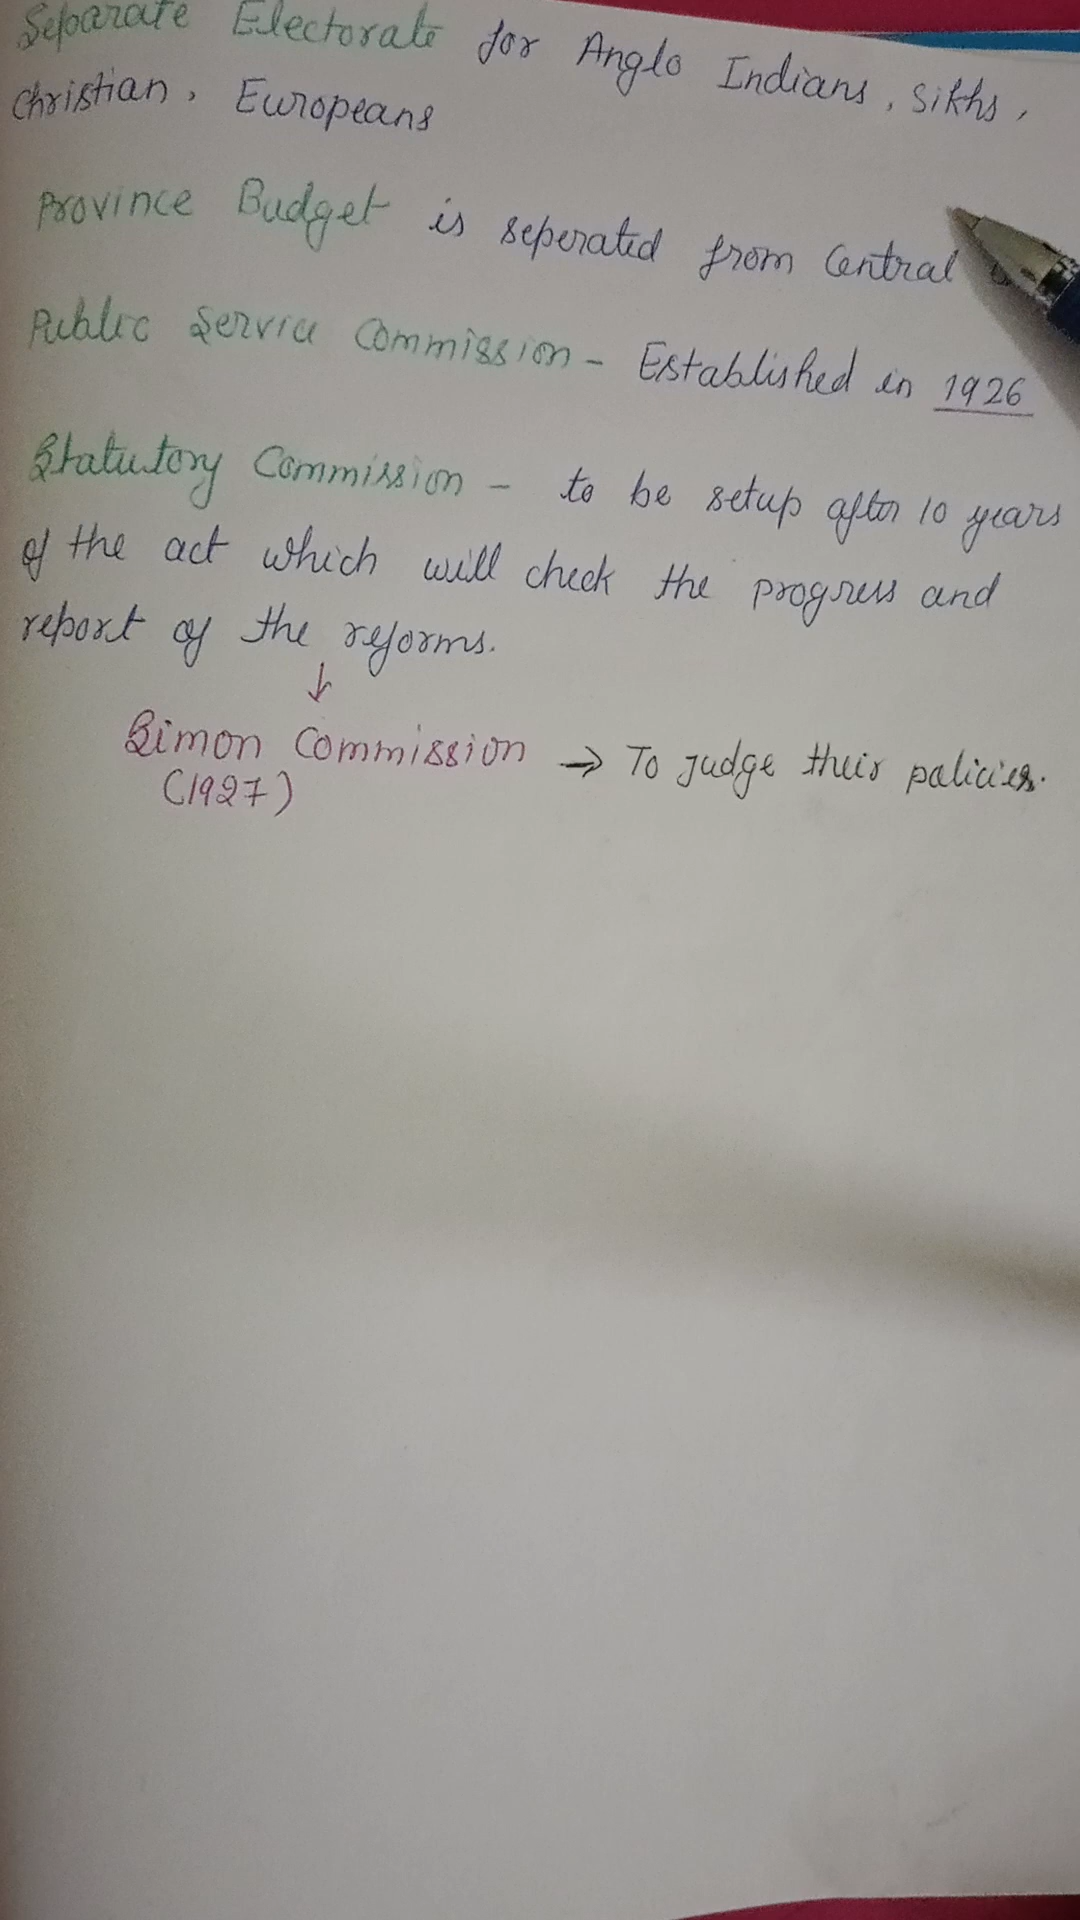 Separate Electorate for Anglo Indians, Sikhs,
Christian, Europeans
Province Budget is seperated from Central
Public Service Commission - Established in 1926
Statutory Commission - to be setup after 10 years
of the act which will check the progress and
report of the reforms.
↓
Simon Commission → To judge their policies.
(1927)